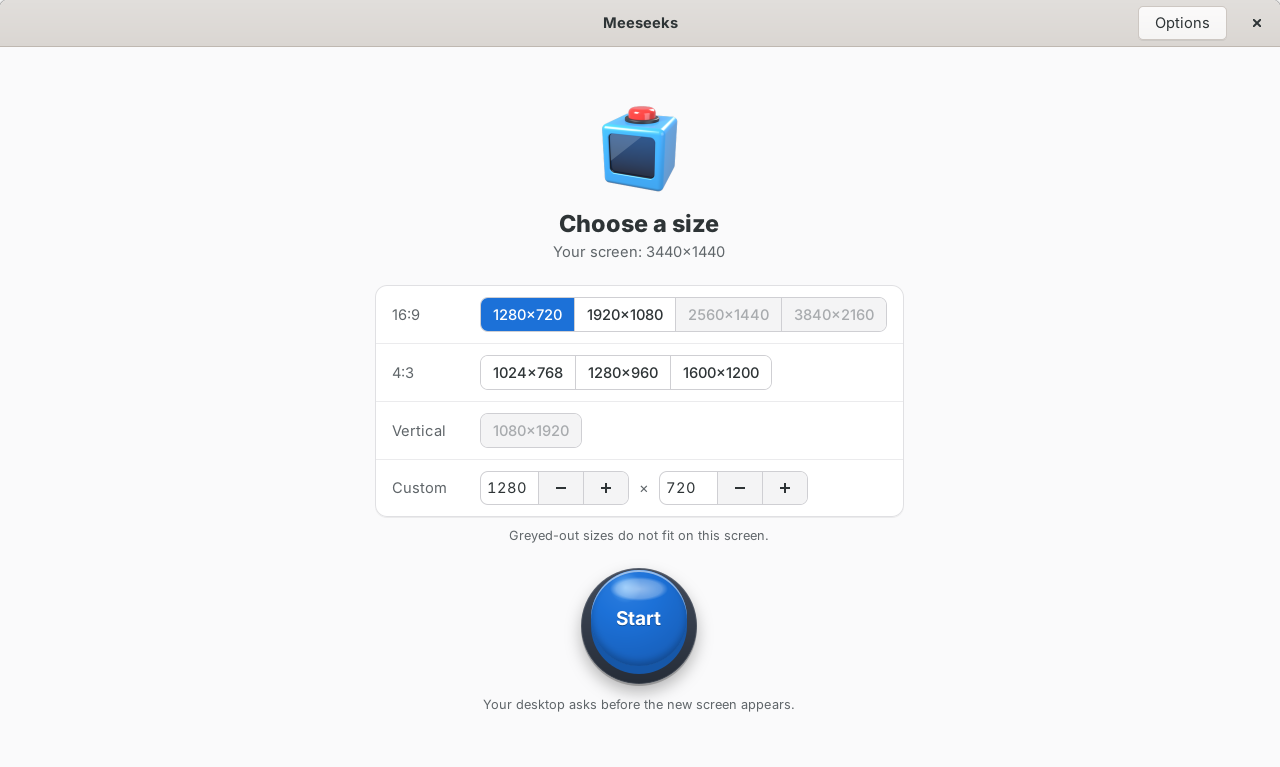 Meeseeks
Options
Choose a size
Your screen: 3440×1440
16:9 1280×720 1920×1080 2560×1440 3840×2160
4:3 1024×768 1280×960 1600×1200
Vertical 1080×1920
Custom 1280 − + × 720 − +
Greyed-out sizes do not fit on this screen.
Start
Your desktop asks before the new screen appears.